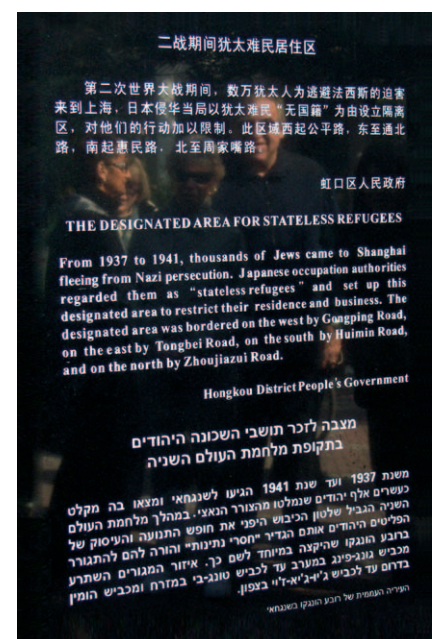 二战期间犹太难民居住区
第二次世界大战期间，数万犹太人为逃避法西斯的迫害
来到上海，日本侵华当局以犹太难民“无国籍”为由设立隔离
区，对他们的行动加以限制。此区域西起公平路，东至通北
路，南起惠民路，北至周家嘴路。
虹口区人民政府
THE DESIGNATED AREA FOR STATELESS REFUGEES
From 1937 to 1941, thousands of Jews came to Shanghai
fleeing from Nazi persecution. Japanese occupation authorities
regarded them as “stateless refugees” and set up this
designated area to restrict their residence and business. The
designated area was bordered on the west by Gongping Road,
on the east by Tongbei Road, on the south by Huimin Road,
and on the north by Zhoujiazui Road.
Hongkou District People's Government
מצבה לזכר תושבי השכונה היהודים
בתקופת מלחמת העולם השניה
משנת 1937 ועד שנת 1941 הגיעו לשנגחאי ומצאו בה מקלט
כעשרים אלף יהודים שנמלטו מהצורר הנאצי. במהלך מלחמת העולם
השניה הגביל שלטון הכיבוש היפני את חופש התנועה והעיסוק של
הפליטים היהודים אותם הגדיר "חסרי נתינות" והורה להם להתגורר
ברובע הונגקו שהיקצה במיוחד לשם כך. איזור המגורים השתרע
מכביש גונג-פינג במערב עד לכביש טונג-בי במזרח ומכביש הומין
בדרום עד לכביש ג'יו-ג'יא-ז'וי בצפון.
העיריה העממית של רובע הונגקו בשנגחאי